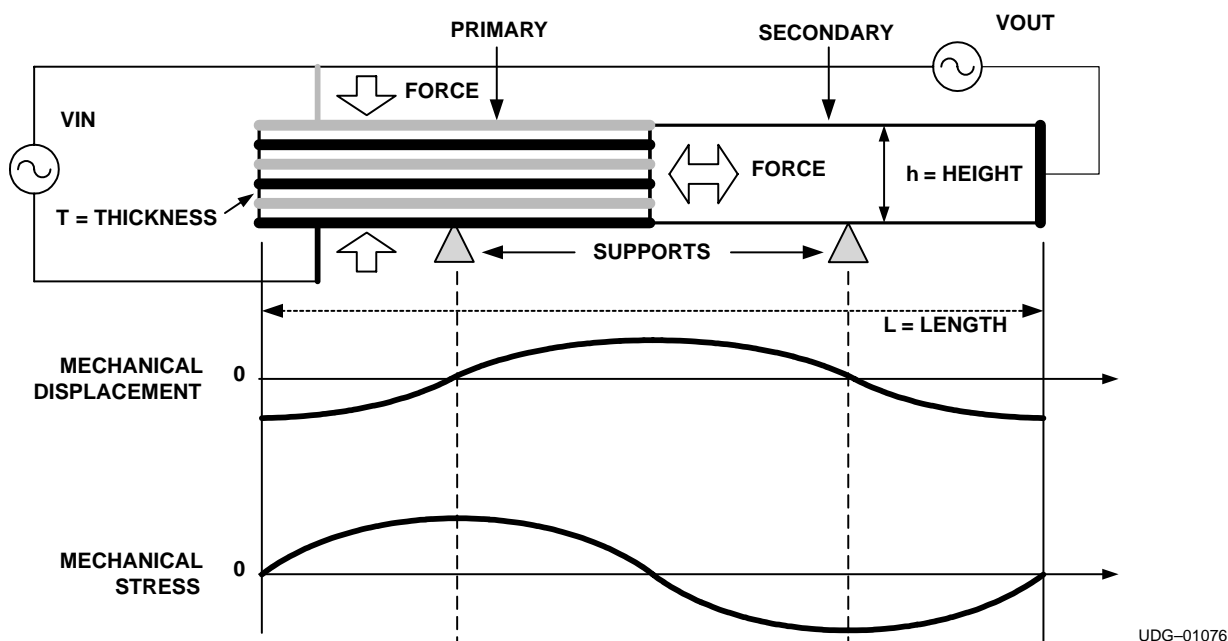 PRIMARY
SECONDARY
VOUT
FORCE
VIN
FORCE
h = HEIGHT
T = THICKNESS
SUPPORTS
L = LENGTH
MECHANICAL
DISPLACEMENT
0
MECHANICAL
STRESS
0
UDG–01076